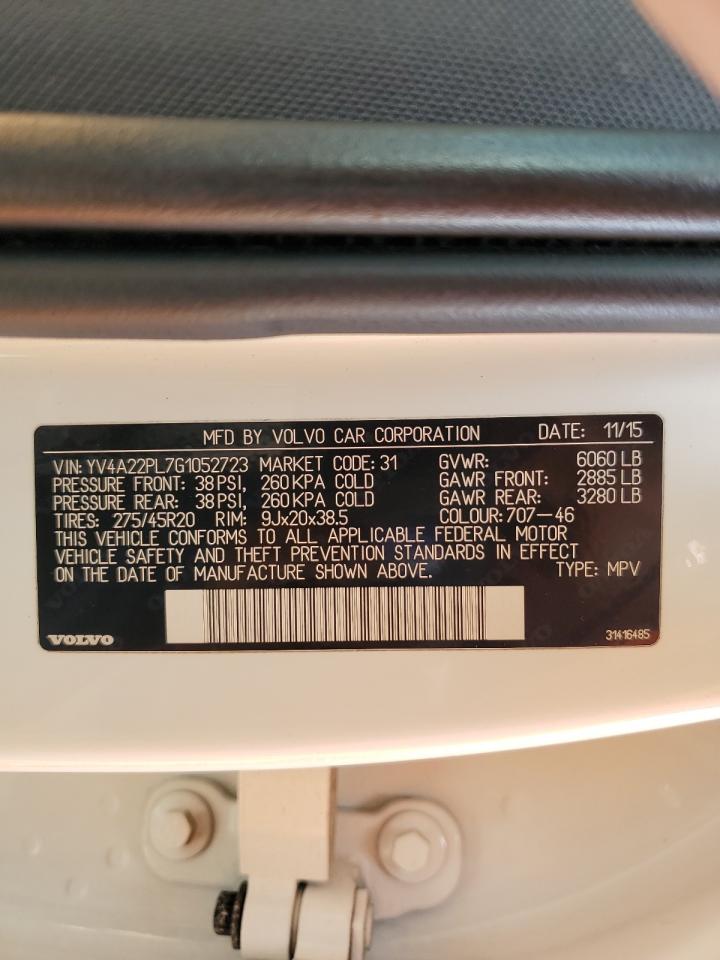 MFD BY VOLVO CAR CORPORATION DATE: 11/15
VIN: YV4A22PL7G1052723 MARKET CODE: 31 GVWR: 6060 LB
PRESSURE FRONT: 38 PSI, 260 KPA COLD GAWR FRONT: 2885 LB
PRESSURE REAR: 38 PSI, 260 KPA COLD GAWR REAR: 3280 LB
TIRES: 275/45R20 RIM: 9Jx20x38.5 COLOUR: 707-46
THIS VEHICLE CONFORMS TO ALL APPLICABLE FEDERAL MOTOR
VEHICLE SAFETY AND THEFT PREVENTION STANDARDS IN EFFECT
ON THE DATE OF MANUFACTURE SHOWN ABOVE. TYPE: MPV
VOLVO 31416485